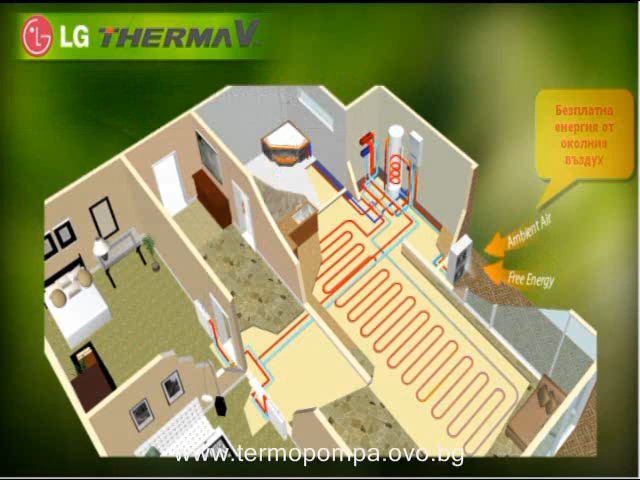 LG THERMA V
Безплатна
енергия от
околния
въздух
Ambient Air
Free Energy
www.termopompa.ovo.bg